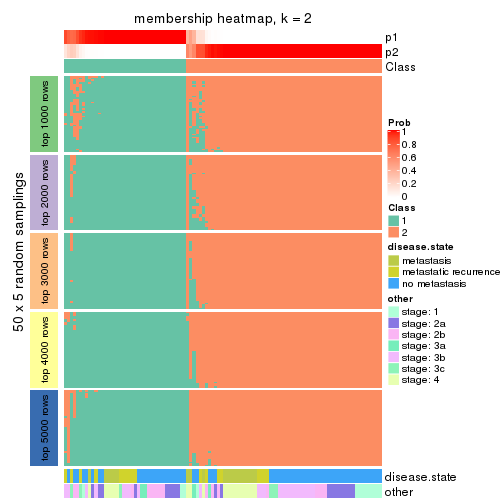 membership heatmap, k = 2
p1
p2
Class
50 x 5 random samplings
top 1000 rows
top 2000 rows
top 3000 rows
top 4000 rows
top 5000 rows
disease.state
other
Prob
1
0.8
0.6
0.4
0.2
0
Class
1
2
disease.state
metastasis
metastatic recurrence
no metastasis
other
stage: 1
stage: 2a
stage: 2b
stage: 3a
stage: 3b
stage: 3c
stage: 4